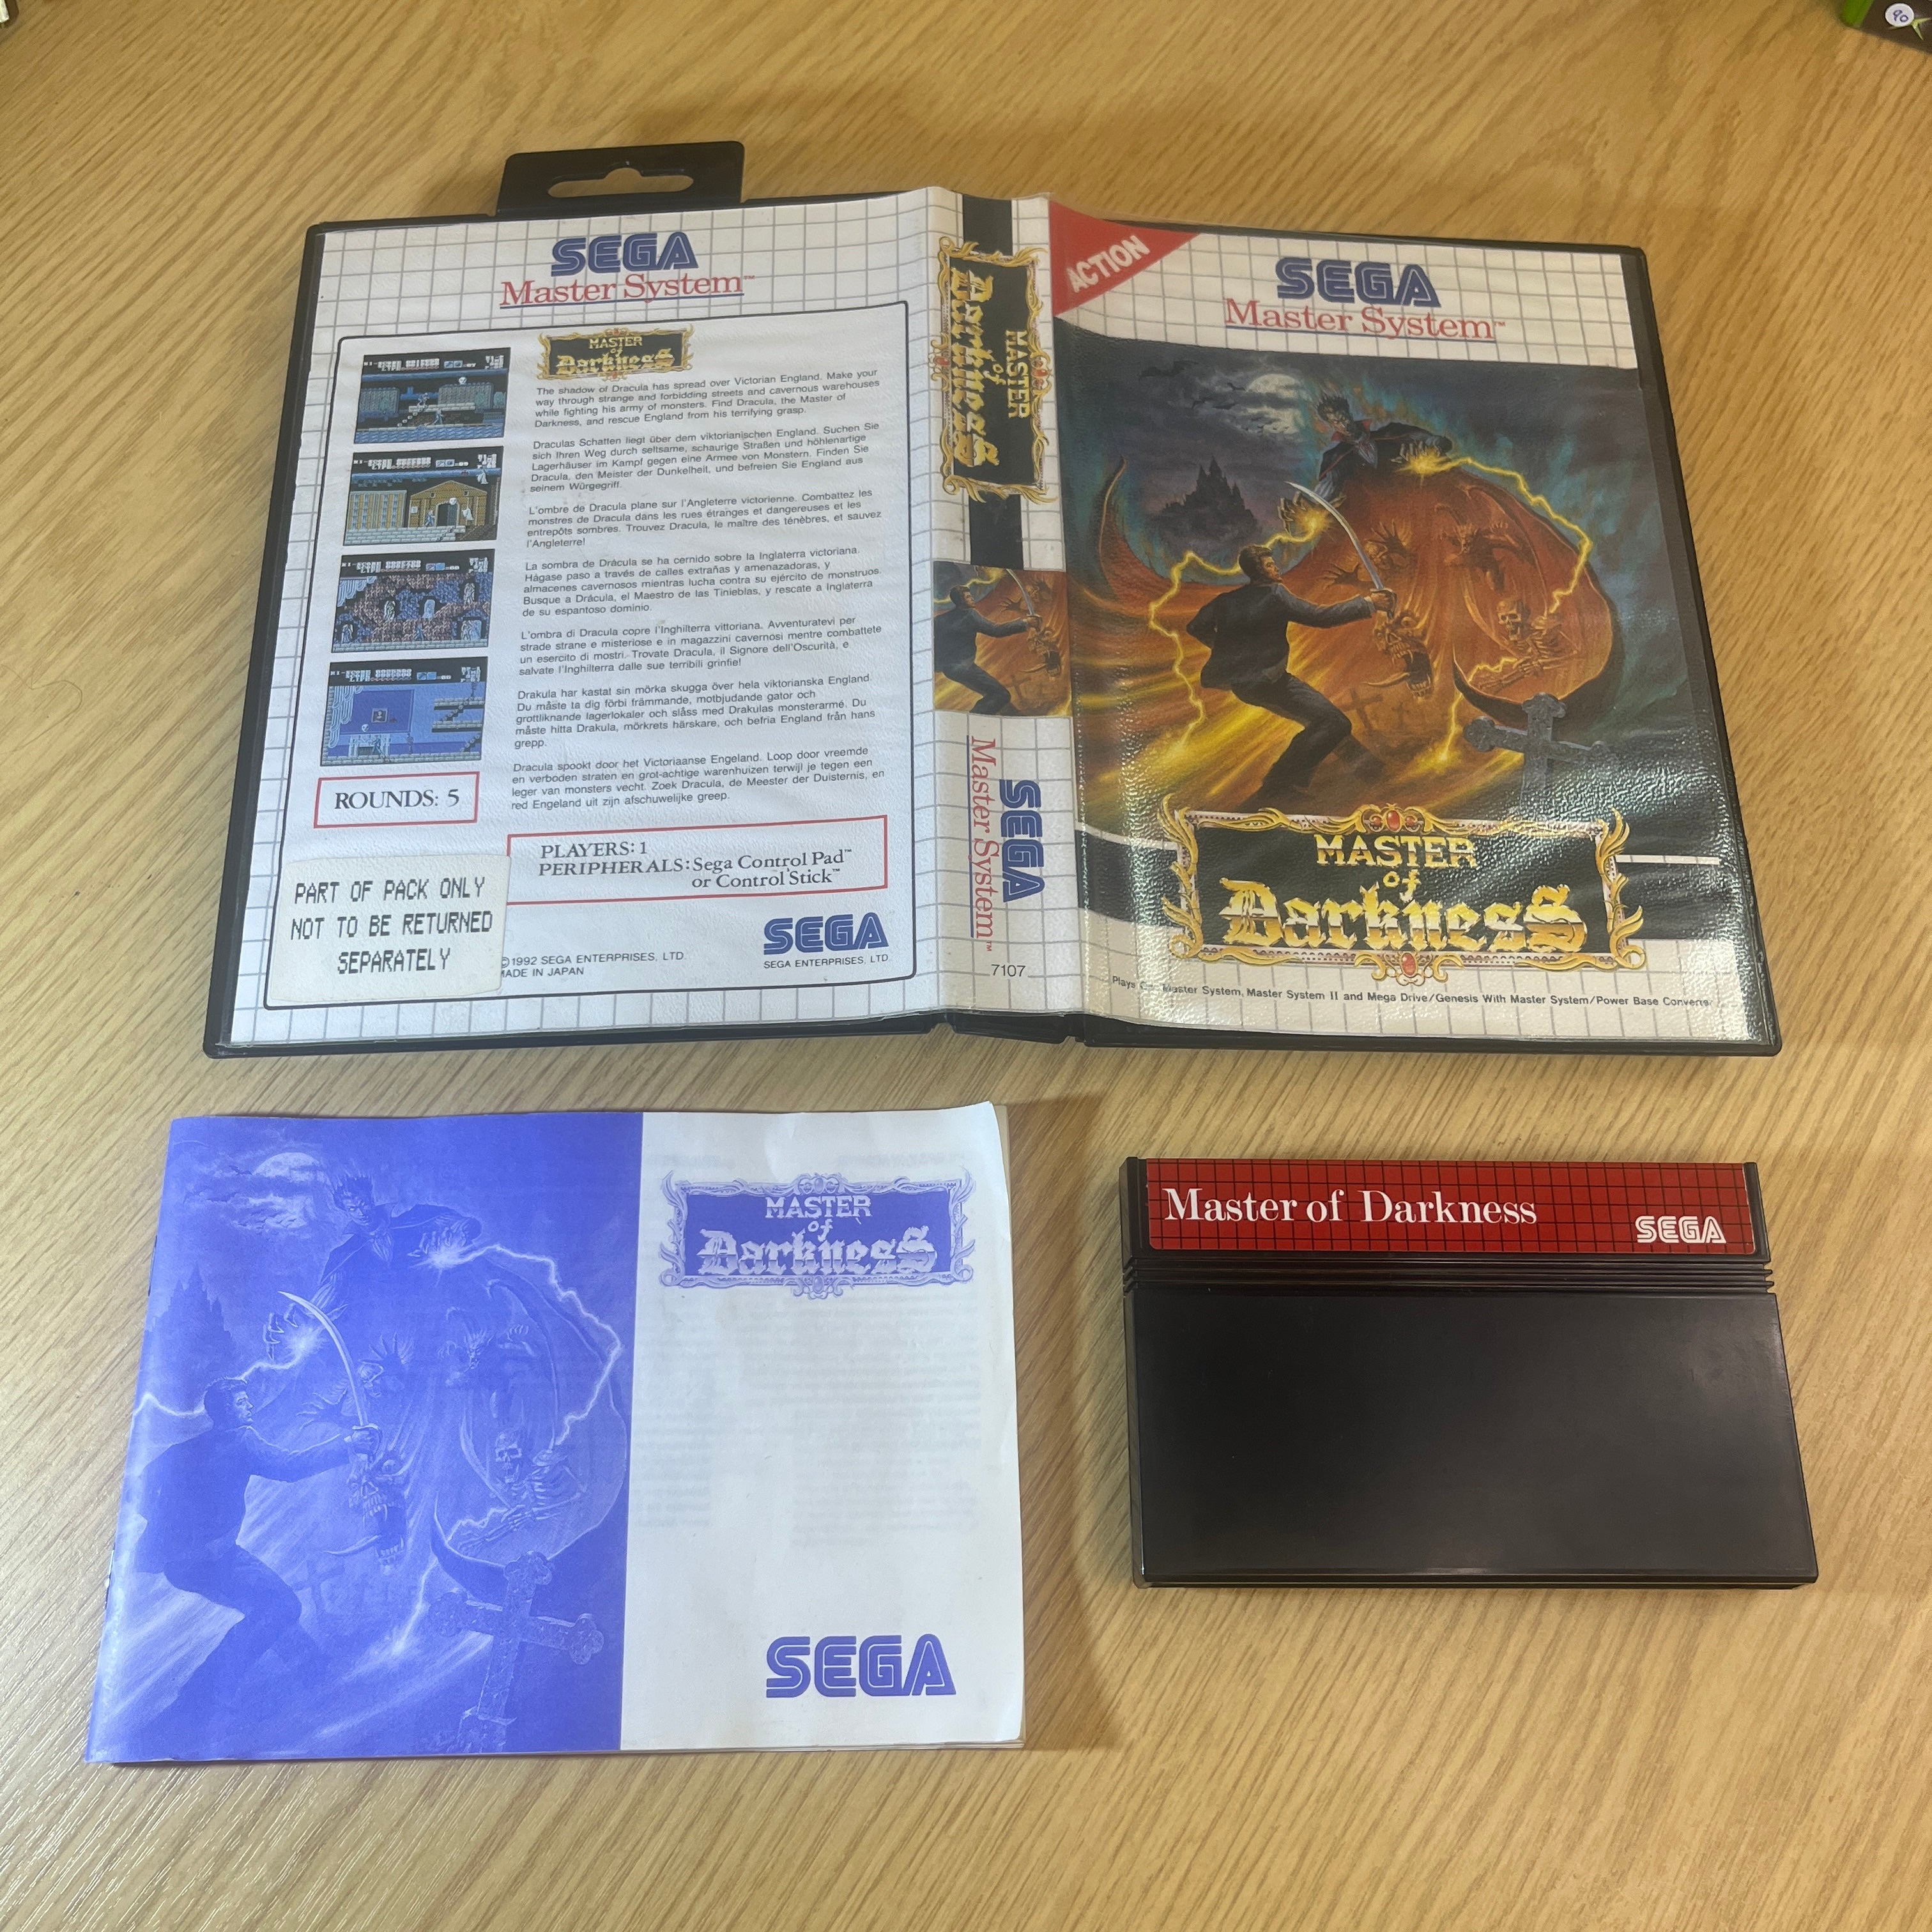 90
SEGA
Master System™
MASTER
of
Darkness
The shadow of Dracula has spread over Victorian England. Make your
way through strange and forbidding streets and cavernous warehouses
while fighting his army of monsters. Find Dracula, the Master of
Darkness, and rescue England from his terrifying grasp.
Draculas Schatten liegt über dem viktorianischen England. Suchen Sie
sich Ihren Weg durch seltsame, schaurige Straßen und höhlenartige
Lagerhäuser im Kampf gegen eine Armee von Monstern. Finden Sie
Dracula, den Meister der Dunkelheit, und befreien Sie England aus
seinem Würgegriff.
L'ombre de Dracula plane sur l'Angleterre victorienne. Combattez les
monstres de Dracula dans les rues étranges et dangereuses et les
entrepôts sombres. Trouvez Dracula, le maître des ténèbres, et sauvez
l'Angleterre!
La sombra de Drácula se ha cernido sobre la Inglaterra victoriana.
Hágase paso a través de calles extrañas y amenazadoras, y
almacenes cavernosos mientras lucha contra su ejército de monstruos.
Busque a Drácula, el Maestro de las Tinieblas, y rescate a Inglaterra
de su espantoso dominio.
L'ombra di Dracula copre l'Inghilterra vittoriana. Avventuratevi per
strade strane e misteriose e in magazzini cavernosi mentre combattete
un esercito di mostri. Trovate Dracula, il Signore dell'Oscurità, e
salvate l'Inghilterra dalle sue terribili grinfie!
Drakula har kastat sin mörka skugga över hela viktorianska England.
Du måste ta dig förbi främmande, motbjudande gator och
grottliknande lagerlokaler och slåss med Drakulas monsterarmé. Du
måste hitta Drakula, mörkrets härskare, och befria England från hans
grepp.
Dracula spookt door het Victoriaanse Engeland. Loop door vreemde
en verboden straten en grot-achtige warenhuizen terwijl je tegen een
leger van monsters vecht. Zoek Dracula, de Meester der Duisternis, en
red Engeland uit zijn afschuwelijke greep.
ROUNDS: 5
PLAYERS: 1
PERIPHERALS: Sega Control Pad™
or Control Stick™
PART OF PACK ONLY
NOT TO BE RETURNED
SEPARATELY
©1992 SEGA ENTERPRISES, LTD.
MADE IN JAPAN
SEGA
SEGA ENTERPRISES, LTD.
MASTER
of
Darkness
SEGA
Master System™
7107
ACTION
SEGA
Master System™
MASTER
of
Darkness
Plays Master System, Master System II and Mega Drive/Genesis With Master System/Power Base
MASTER
of
Darkness
SEGA
Master of Darkness
SEGA